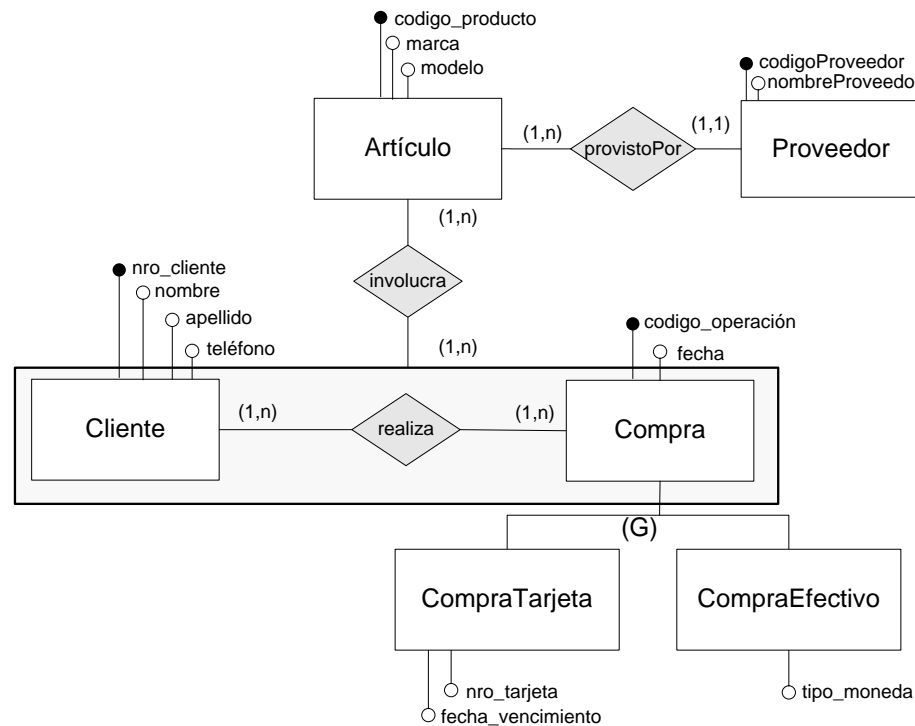 codigo_producto
marca
modelo
codigoProveedor
nombreProveedo
Artículo
(1,n)
provistoPor
(1,1)
Proveedor
(1,n)
involucra
(1,n)
nro_cliente
nombre
apellido
teléfono
codigo_operación
fecha
Cliente
(1,n)
realiza
(1,n)
Compra
(G)
CompraTarjeta
CompraEfectivo
nro_tarjeta
fecha_vencimiento
tipo_moneda